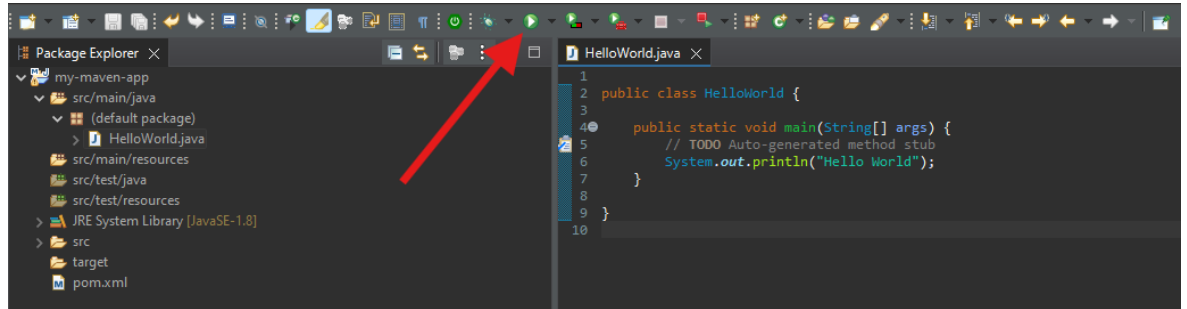 Package Explorer
my-maven-app
src/main/java
(default package)
HelloWorld.java
src/main/resources
src/test/java
src/test/resources
JRE System Library [JavaSE-1.8]
src
target
pom.xml
HelloWorld.java
1
2 public class HelloWorld {
3
4 public static void main(String[] args) {
5 // TODO Auto-generated method stub
6 System.out.println("Hello World");
7 }
8
9 }
10